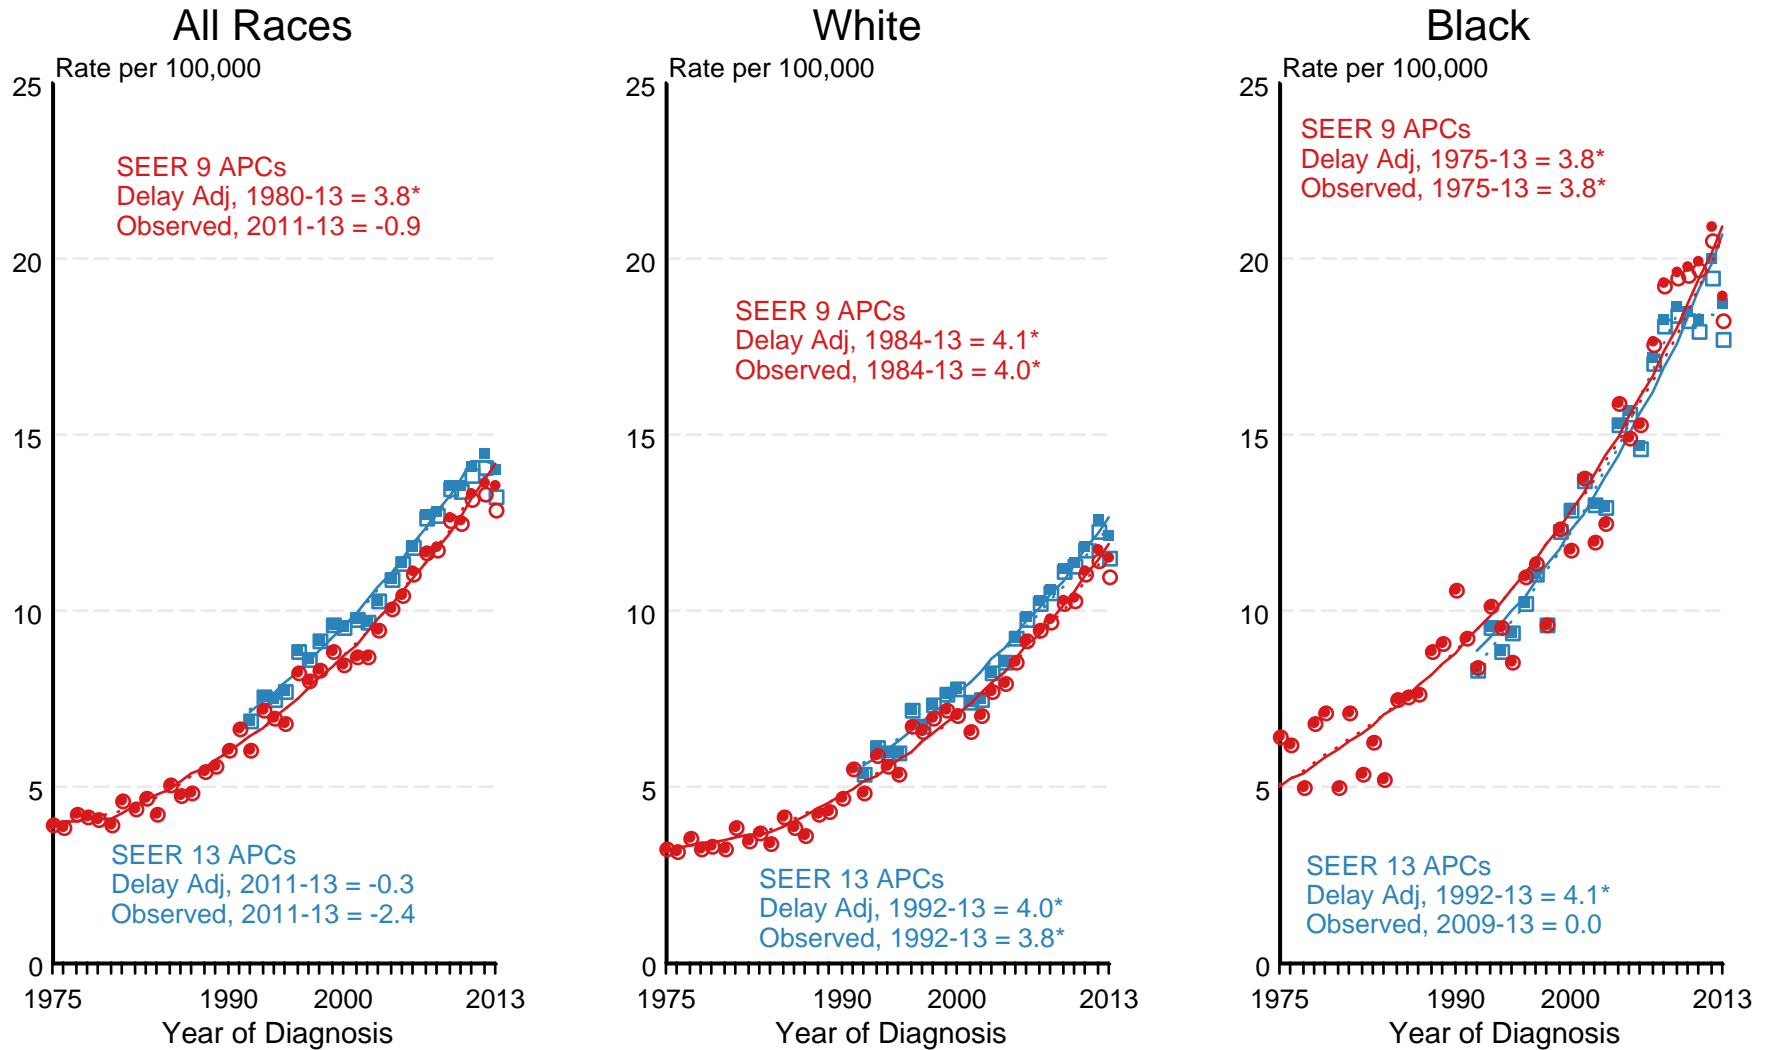 All Races
Rate per 100,000
25
20
15
10
5
0
SEER 9 APCs
Delay Adj, 1980-13 = 3.8*
Observed, 2011-13 = -0.9
SEER 13 APCs
Delay Adj, 2011-13 = -0.3
Observed, 2011-13 = -2.4
1975 1990 2000 2013
Year of Diagnosis
White
Rate per 100,000
25
20
15
10
5
0
SEER 9 APCs
Delay Adj, 1984-13 = 4.1*
Observed, 1984-13 = 4.0*
SEER 13 APCs
Delay Adj, 1992-13 = 4.0*
Observed, 1992-13 = 3.8*
1975 1990 2000 2013
Year of Diagnosis
Black
Rate per 100,000
25
20
15
10
5
0
SEER 9 APCs
Delay Adj, 1975-13 = 3.8*
Observed, 1975-13 = 3.8*
SEER 13 APCs
Delay Adj, 1992-13 = 4.1*
Observed, 2009-13 = 0.0
1975 1990 2000 2013
Year of Diagnosis